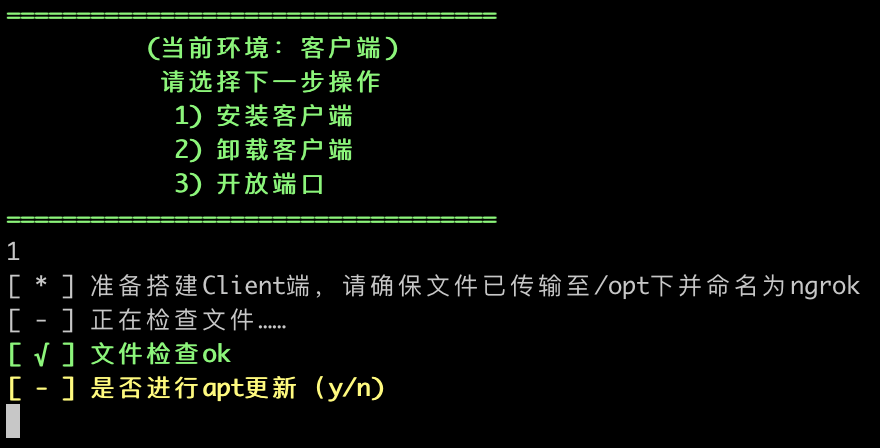 ===================================
(当前环境：客户端)
请选择下一步操作
1) 安装客户端
2) 卸载客户端
3) 开放端口
===================================
1
[ * ] 准备搭建Client端, 请确保文件已传输至/opt下并命名为ngrok
[ - ] 正在检查文件……
[ √ ] 文件检查ok
[ - ] 是否进行apt更新 (y/n)